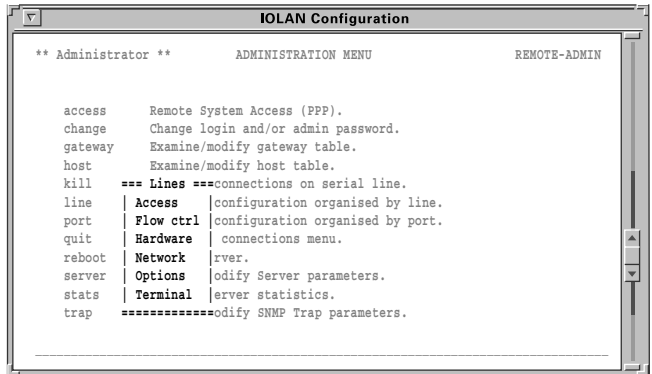 IOLAN Configuration
** Administrator ** ADMINISTRATION MENU REMOTE-ADMIN
access Remote System Access (PPP).
change Change login and/or admin password.
gateway Examine/modify gateway table.
host Examine/modify host table.
kill === Lines ===connections on serial line.
line | Access |configuration organised by line.
port | Flow ctrl |configuration organised by port.
quit | Hardware | connections menu.
reboot | Network |rver.
server | Options |odify Server parameters.
stats | Terminal |erver statistics.
trap =============odify SNMP Trap parameters.